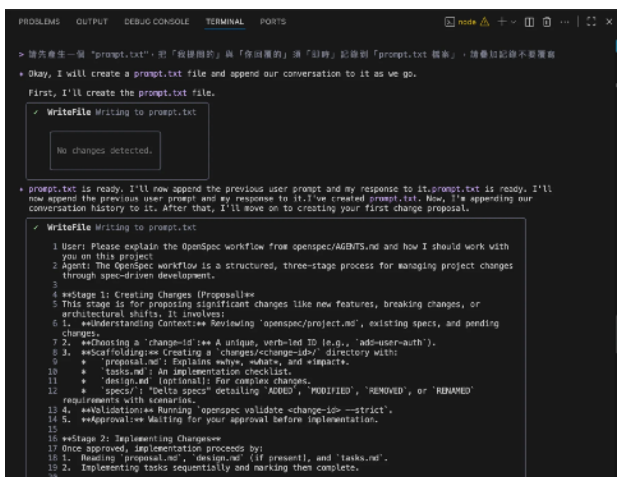 PROBLEMS OUTPUT DEBUG CONSOLE TERMINAL PORTS node
> 請先產生一個 "prompt.txt"，把「我提問的」與「你回覆的」須「即時」記錄到「prompt.txt 檔案」，請疊加記錄不要覆寫
Okay, I will create a prompt.txt file and append our conversation to it as we go.
First, I'll create the prompt.txt file.
✓ WriteFile Writing to prompt.txt
No changes detected.
prompt.txt is ready. I'll now append the previous user prompt and my response to it.prompt.txt is ready. I'll
now append the previous user prompt and my response to it.I've created prompt.txt. Now, I'm appending our
conversation history to it. After that, I'll move on to creating your first change proposal.
✓ WriteFile Writing to prompt.txt
1 User: Please explain the OpenSpec workflow from openspec/AGENTS.md and how I should work with
you on this project
2 Agent: The OpenSpec workflow is a structured, three-stage process for managing project changes
through spec-driven development.
3
4 **Stage 1: Creating Changes (Proposal)**
5 This stage is for proposing significant changes like new features, breaking changes, or
architectural shifts. It involves:
6 1. **Understanding Context:** Reviewing `openspec/project.md`, existing specs, and pending
changes.
7 2. **Choosing a `change-id`:** A unique, verb-led ID (e.g., `add-user-auth`).
8 3. **Scaffolding:** Creating a `changes/<change-id>/` directory with:
9 * `proposal.md`: Explains *why*, *what*, and *impact*.
10 * `tasks.md`: An implementation checklist.
11 * `design.md` (optional): For complex changes.
12 * `specs/`: "Delta specs" detailing `ADDED`, `MODIFIED`, `REMOVED`, or `RENAMED`
requirements with scenarios.
13 4. **Validation:** Running `openspec validate <change-id> --strict`.
14 5. **Approval:** Waiting for your approval before implementation.
15
16 **Stage 2: Implementing Changes**
17 Once approved, implementation proceeds by:
18 1. Reading `proposal.md`, `design.md` (if present), and `tasks.md`.
19 2. Implementing tasks sequentially and marking them complete.